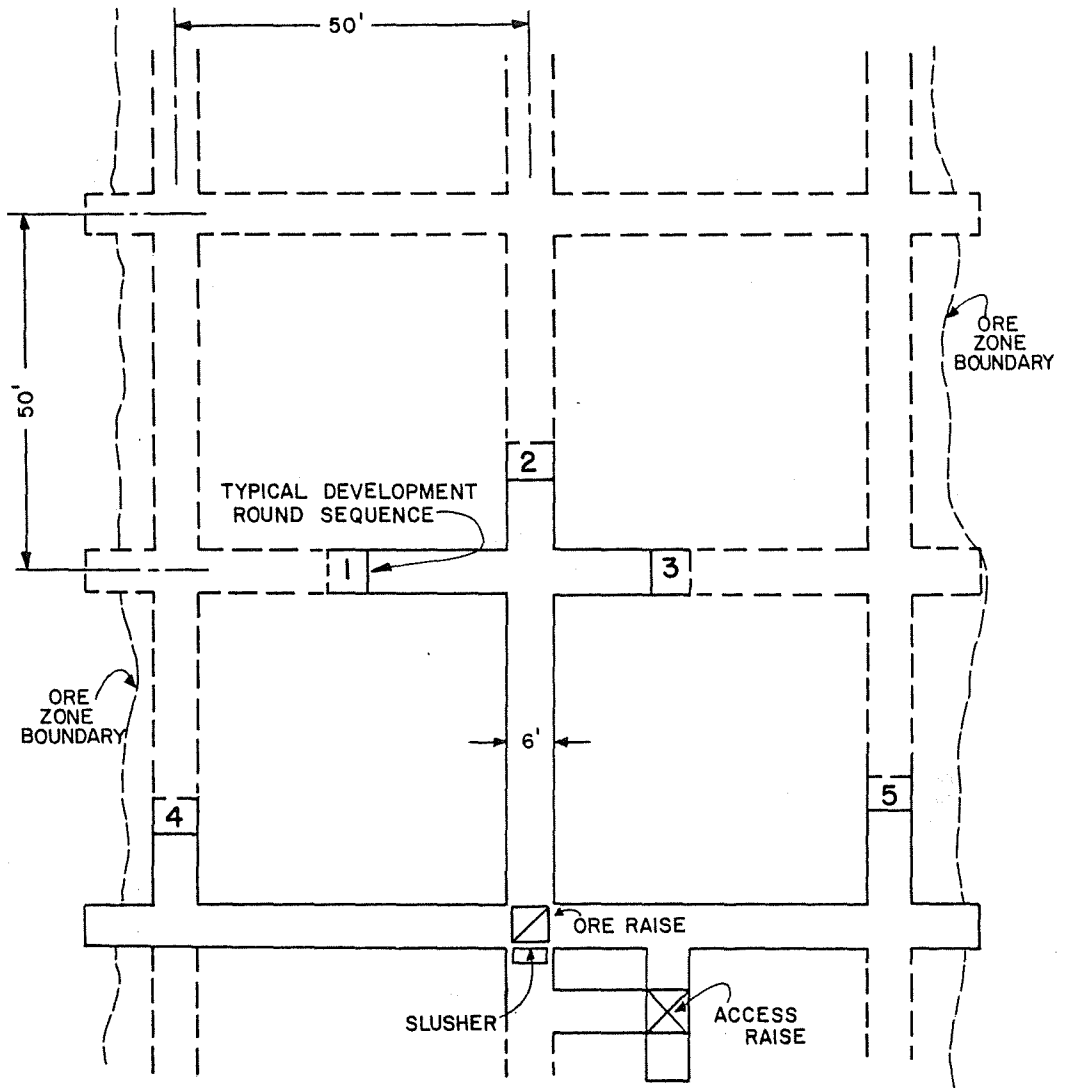 50'
ORE
ZONE
BOUNDARY
50'
2
TYPICAL DEVELOPMENT
ROUND SEQUENCE
1
3
ORE
ZONE
BOUNDARY
6'
5
4
ORE RAISE
SLUSHER
ACCESS
RAISE